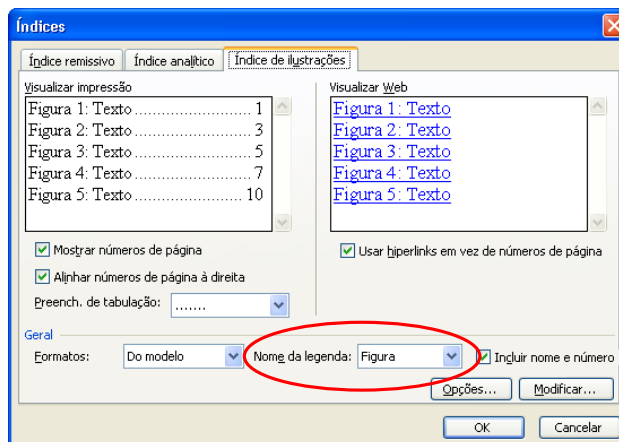 Índices
Índice remissivo Índice analítico Índice de ilustrações
Visualizar impressão
Figura 1: Texto ........................... 1
Figura 2: Texto ........................... 3
Figura 3: Texto ........................... 5
Figura 4: Texto ........................... 7
Figura 5: Texto ......................... 10
Visualizar Web
Figura 1: Texto
Figura 2: Texto
Figura 3: Texto
Figura 4: Texto
Figura 5: Texto
Mostrar números de página
Alinhar números de página à direita
Preench. de tabulação: .......
Usar hiperlinks em vez de números de página
Geral
Formatos: Do modelo Nome da legenda: Figura Incluir nome e número
Opções... Modificar...
OK Cancelar